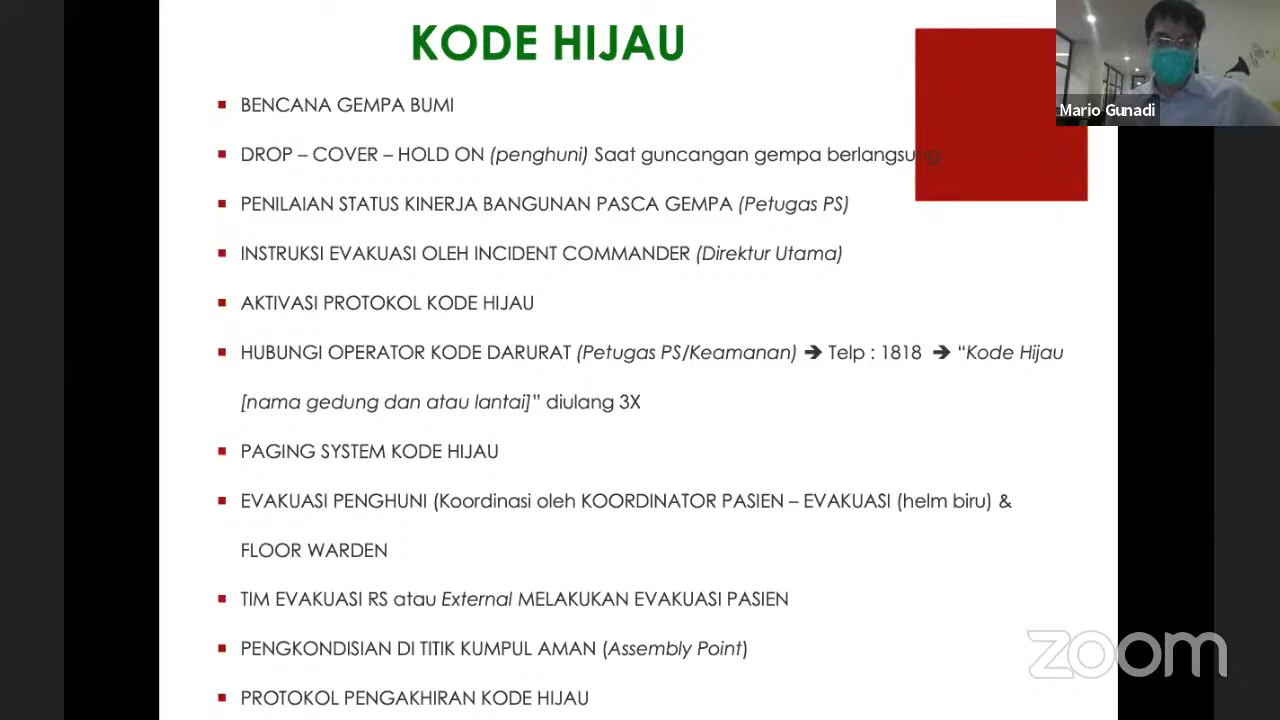 KODE HIJAU
Mario Gunadi
▪ BENCANA GEMPA BUMI
▪ DROP – COVER – HOLD ON (penghuni) Saat guncangan gempa berlangsung
▪ PENILAIAN STATUS KINERJA BANGUNAN PASCA GEMPA (Petugas PS)
▪ INSTRUKSI EVAKUASI OLEH INCIDENT COMMANDER (Direktur Utama)
▪ AKTIVASI PROTOKOL KODE HIJAU
▪ HUBUNGI OPERATOR KODE DARURAT (Petugas PS/Keamanan) ➔ Telp : 1818 ➔ “Kode Hijau
[nama gedung dan atau lantai]” diulang 3X
▪ PAGING SYSTEM KODE HIJAU
▪ EVAKUASI PENGHUNI (Koordinasi oleh KOORDINATOR PASIEN – EVAKUASI (helm biru) &
FLOOR WARDEN
▪ TIM EVAKUASI RS atau External MELAKUKAN EVAKUASI PASIEN
▪ PENGKONDISIAN DI TITIK KUMPUL AMAN (Assembly Point)
▪ PROTOKOL PENGAKHIRAN KODE HIJAU
zoom